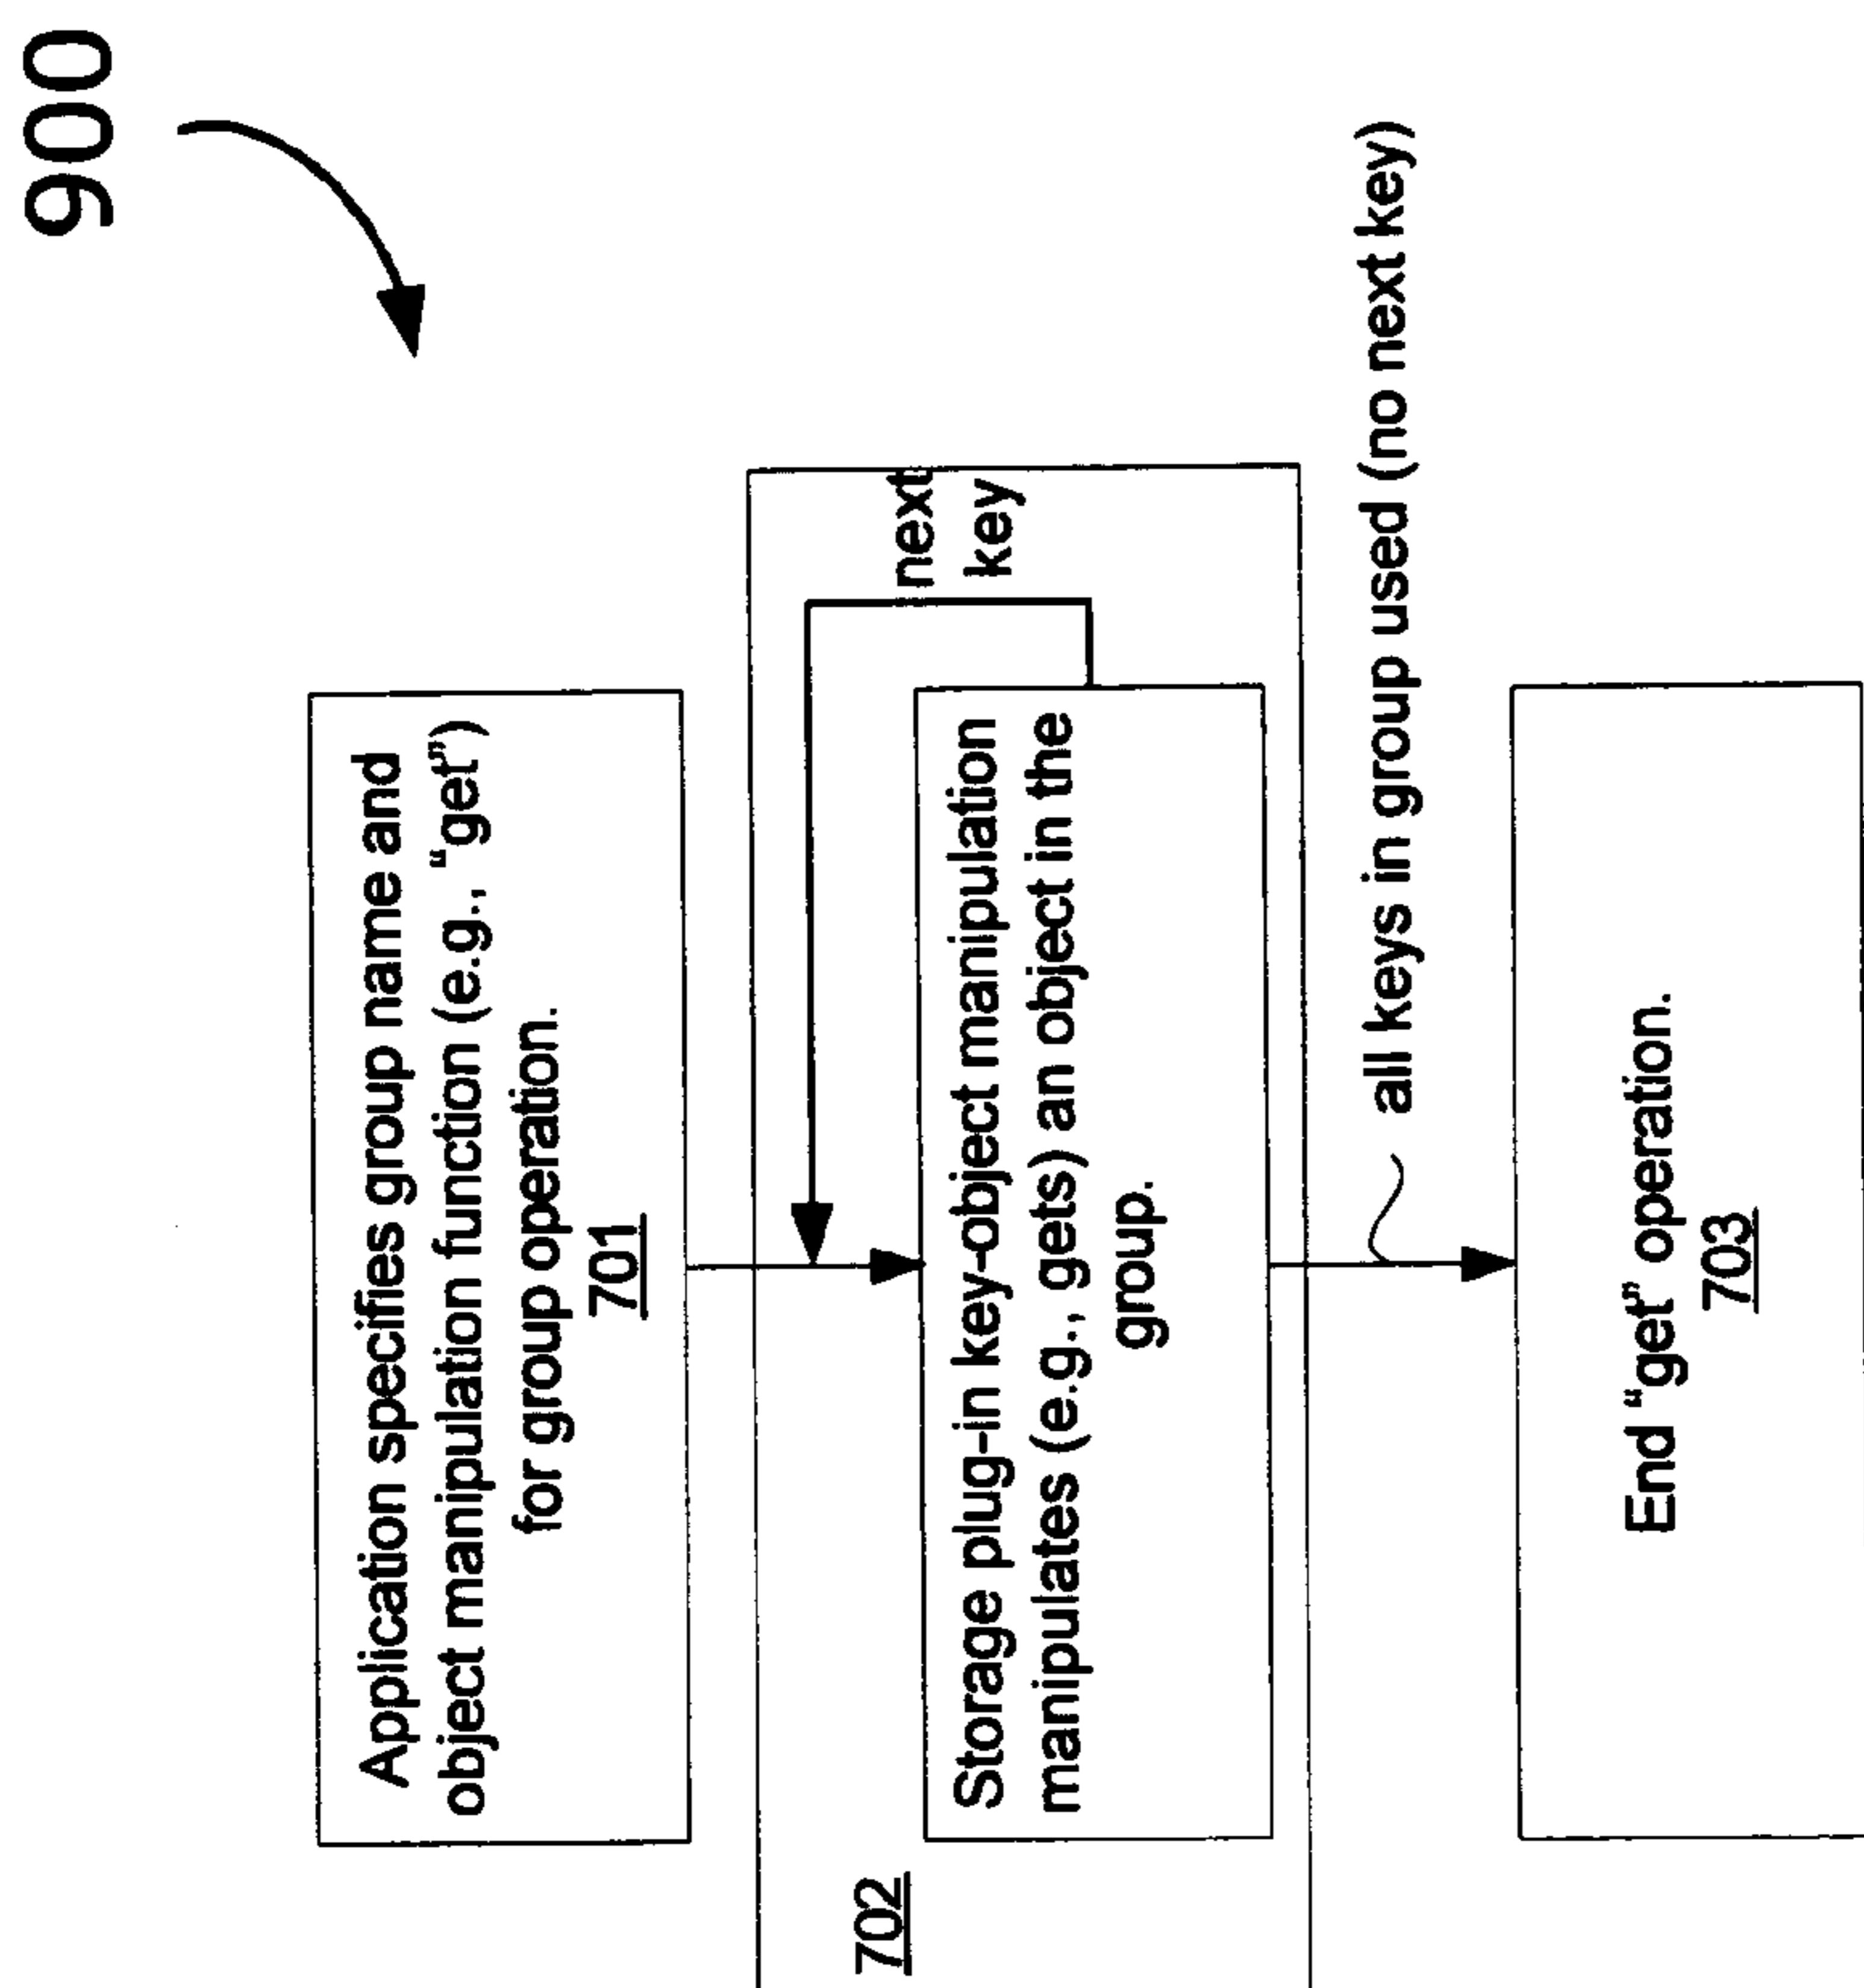 900
Application specifies group name and
object manipulation function (e.g., “get”)
for group operation.
701
next
key
702
Storage plug-in key-object manipulation
manipulates (e.g., gets) an object in the
group.
all keys in group used (no next key)
End “get” operation.
703